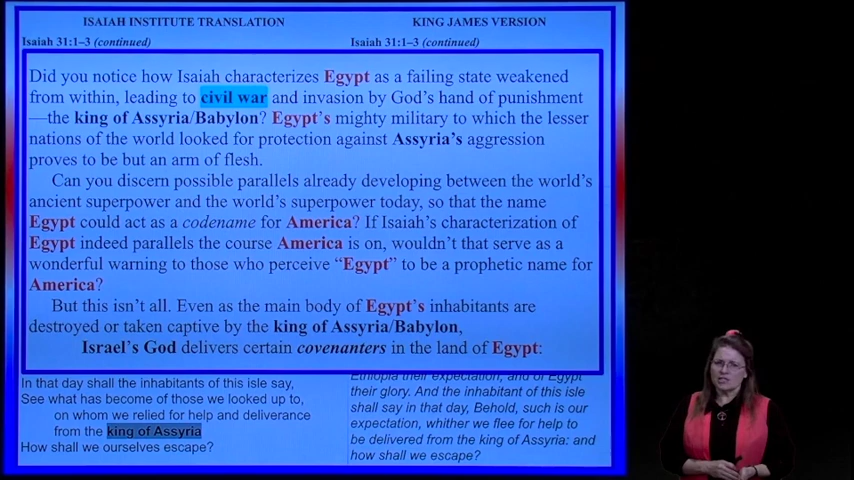 ISAIAH INSTITUTE TRANSLATION
KING JAMES VERSION
Isaiah 31:1–3 (continued)
Isaiah 31:1–3 (continued)
Did you notice how Isaiah characterizes Egypt as a failing state weakened
from within, leading to civil war and invasion by God's hand of punishment
—the king of Assyria/Babylon? Egypt's mighty military to which the lesser
nations of the world looked for protection against Assyria's aggression
proves to be but an arm of flesh.
Can you discern possible parallels already developing between the world's
ancient superpower and the world's superpower today, so that the name
Egypt could act as a codename for America? If Isaiah's characterization of
Egypt indeed parallels the course America is on, wouldn't that serve as a
wonderful warning to those who perceive “Egypt” to be a prophetic name for
America?
But this isn't all. Even as the main body of Egypt's inhabitants are
destroyed or taken captive by the king of Assyria/Babylon,
Israel's God delivers certain covenanters in the land of Egypt:
In that day shall the inhabitants of this isle say,
See what has become of those we looked up to,
on whom we relied for help and deliverance
from the king of Assyria
How shall we ourselves escape?
Ethiopia their expectation, and of Egypt
their glory. And the inhabitant of this isle
shall say in that day, Behold, such is our
expectation, whither we flee for help to
be delivered from the king of Assyria: and
how shall we escape?